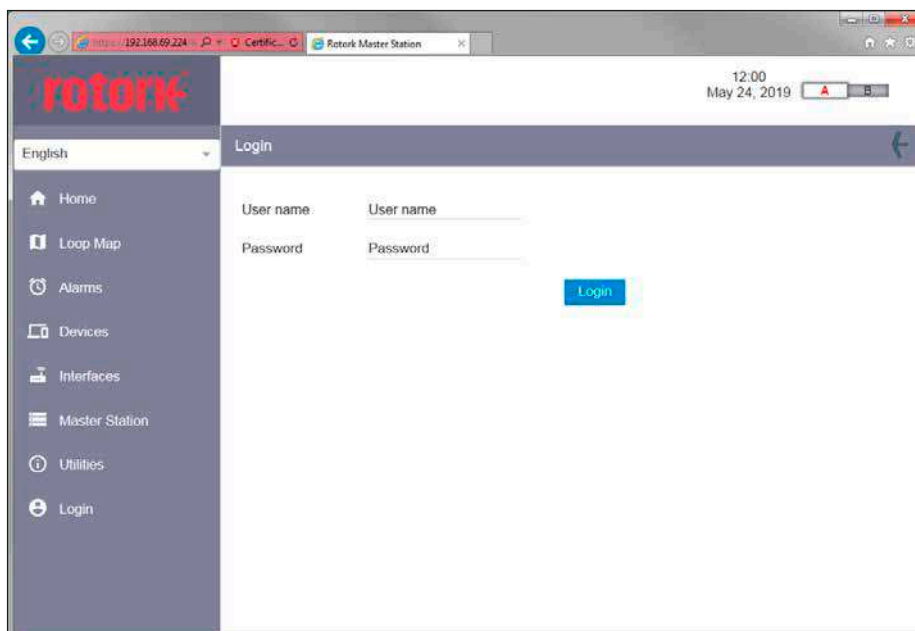 https://192.168.69.224
Certific...
Rotork Master Station
rotork
12:00
May 24, 2019
A
B
English
Login
Home
User name
User name
Loop Map
Password
Password
Alarms
Login
Devices
Interfaces
Master Station
Utilities
Login